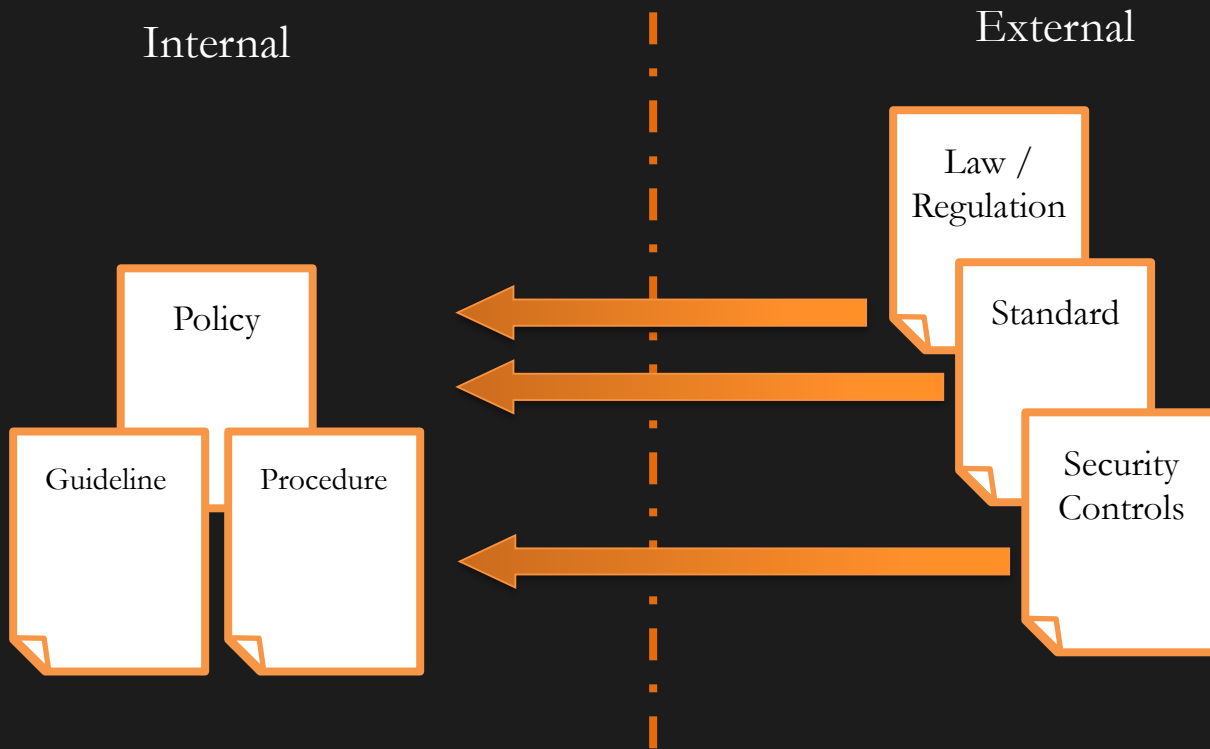 Internal
External
Law /
Regulation
Policy
Standard
Guideline
Procedure
Security
Controls